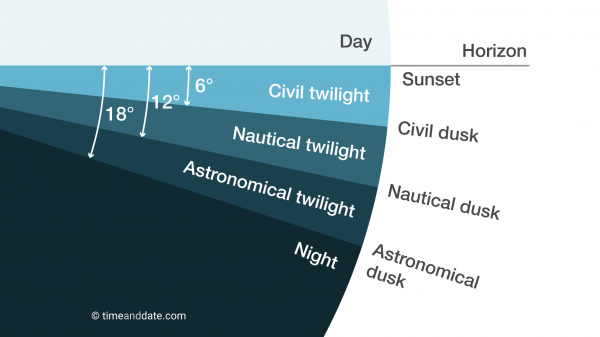 Day
Horizon
Sunset
6°
12°
18°
Civil twilight
Civil dusk
Nautical twilight
Nautical dusk
Astronomical twilight
Astronomical
dusk
Night
© timeanddate.com